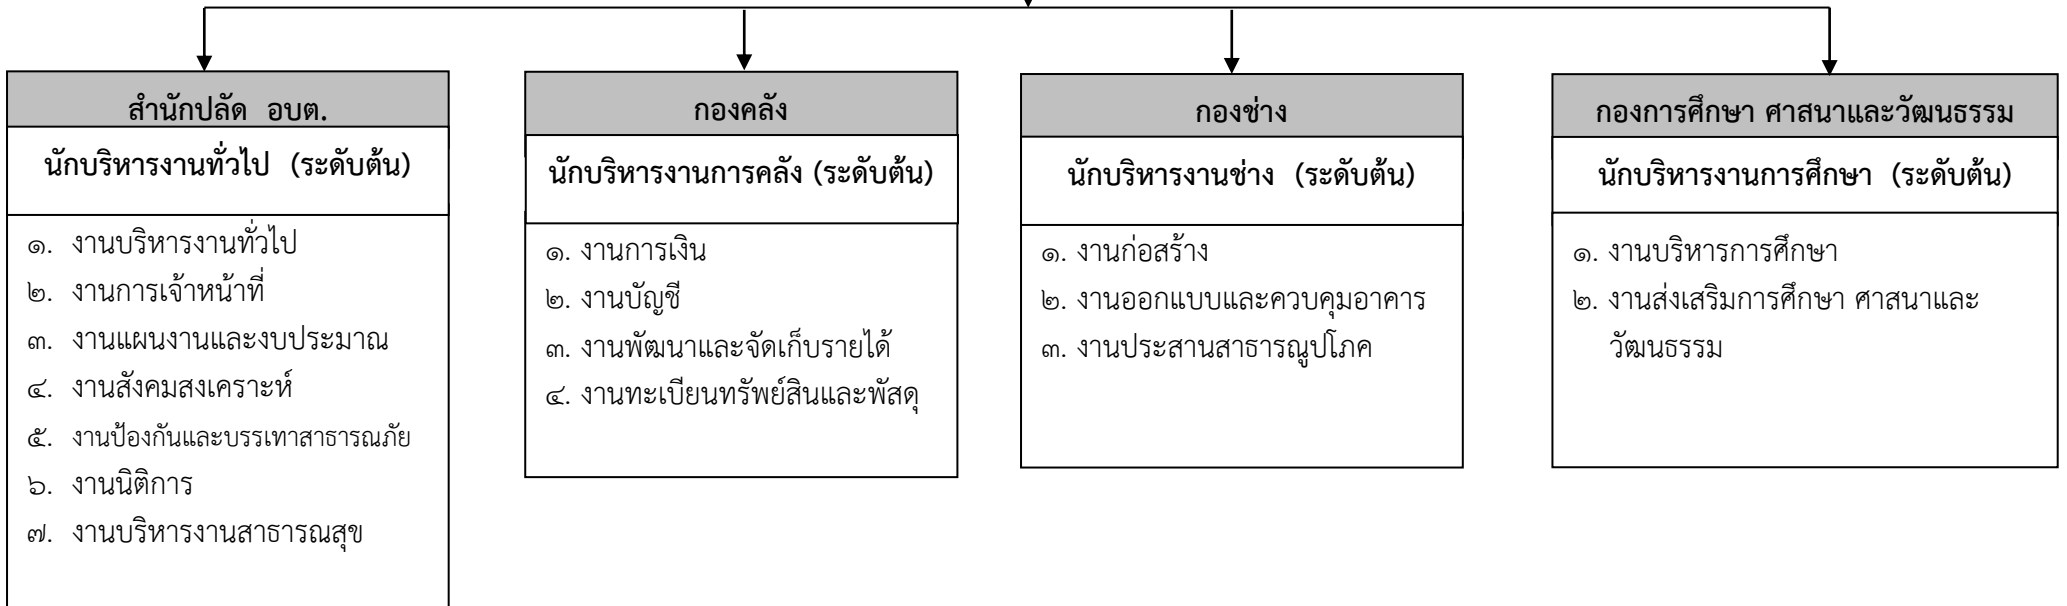 สำนักปลัด อบต.
นักบริหารงานทั่วไป (ระดับต้น)
๑. งานบริหารงานทั่วไป
๒. งานการเจ้าหน้าที่
๓. งานแผนงานและงบประมาณ
๔. งานสังคมสงเคราะห์
๕. งานป้องกันและบรรเทาสาธารณภัย
๖. งานนิติการ
๗. งานบริหารงานสาธารณสุข
กองคลัง
นักบริหารงานการคลัง (ระดับต้น)
๑. งานการเงิน
๒. งานบัญชี
๓. งานพัฒนาและจัดเก็บรายได้
๔. งานทะเบียนทรัพย์สินและพัสดุ
กองช่าง
นักบริหารงานช่าง (ระดับต้น)
๑. งานก่อสร้าง
๒. งานออกแบบและควบคุมอาคาร
๓. งานประสานสาธารณูปโภค
กองการศึกษา ศาสนาและวัฒนธรรม
นักบริหารงานการศึกษา (ระดับต้น)
๑. งานบริหารการศึกษา
๒. งานส่งเสริมการศึกษา ศาสนาและ
วัฒนธรรม